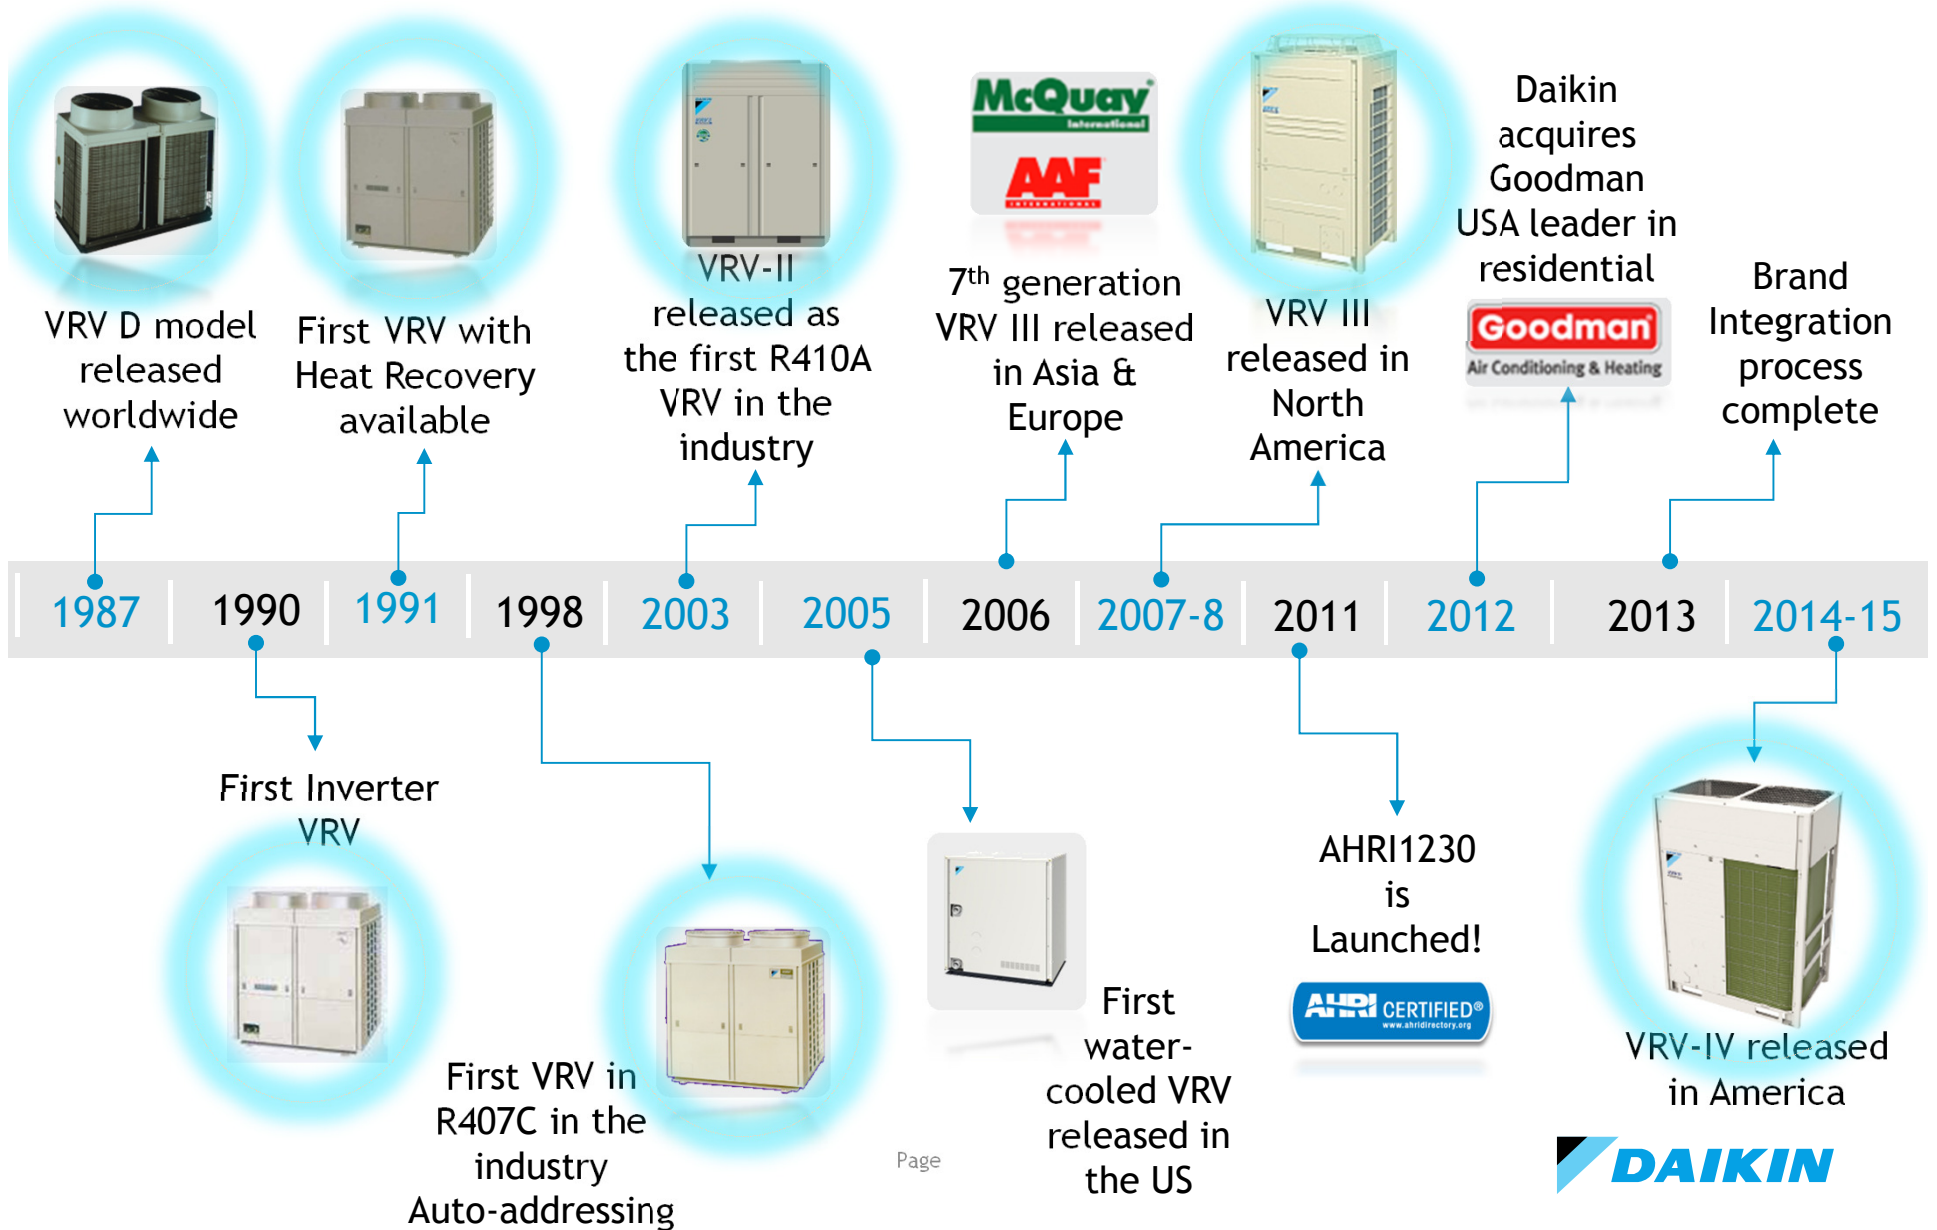 McQuay®
International
AAF
INTERNATIONAL
Daikin
acquires
Goodman
USA leader in
residential
Goodman®
Air Conditioning & Heating
VRV D model
released
worldwide
First VRV with
Heat Recovery
available
VRV-II
released as
the first R410A
VRV in the
industry
7th generation
VRV III released
in Asia &
Europe
VRV III
released in
North
America
Brand
Integration
process
complete
1987
1990
1991
1998
2003
2005
2006
2007-8
2011
2012
2013
2014-15
First Inverter
VRV
First VRV in
R407C in the
industry
Auto-addressing
First
water-
cooled VRV
released in
the US
AHRI1230
is
Launched!
AHRI CERTIFIED®
www.ahridirectory.org
VRV-IV released
in America
Page
DAIKIN